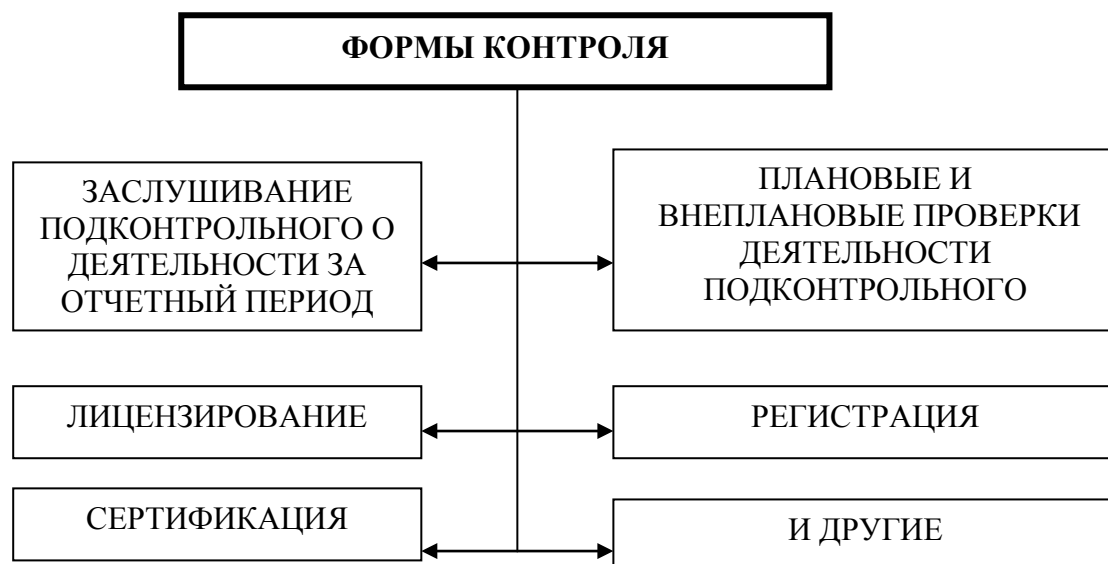 ФОРМЫ КОНТРОЛЯ
ЗАСЛУШИВАНИЕ
ПОДКОНТРОЛЬНОГО О
ДЕЯТЕЛЬНОСТИ ЗА
ОТЧЕТНЫЙ ПЕРИОД
ПЛАНОВЫЕ И
ВНЕПЛАНОВЫЕ ПРОВЕРКИ
ДЕЯТЕЛЬНОСТИ
ПОДКОНТРОЛЬНОГО
ЛИЦЕНЗИРОВАНИЕ
РЕГИСТРАЦИЯ
СЕРТИФИКАЦИЯ
И ДРУГИЕ